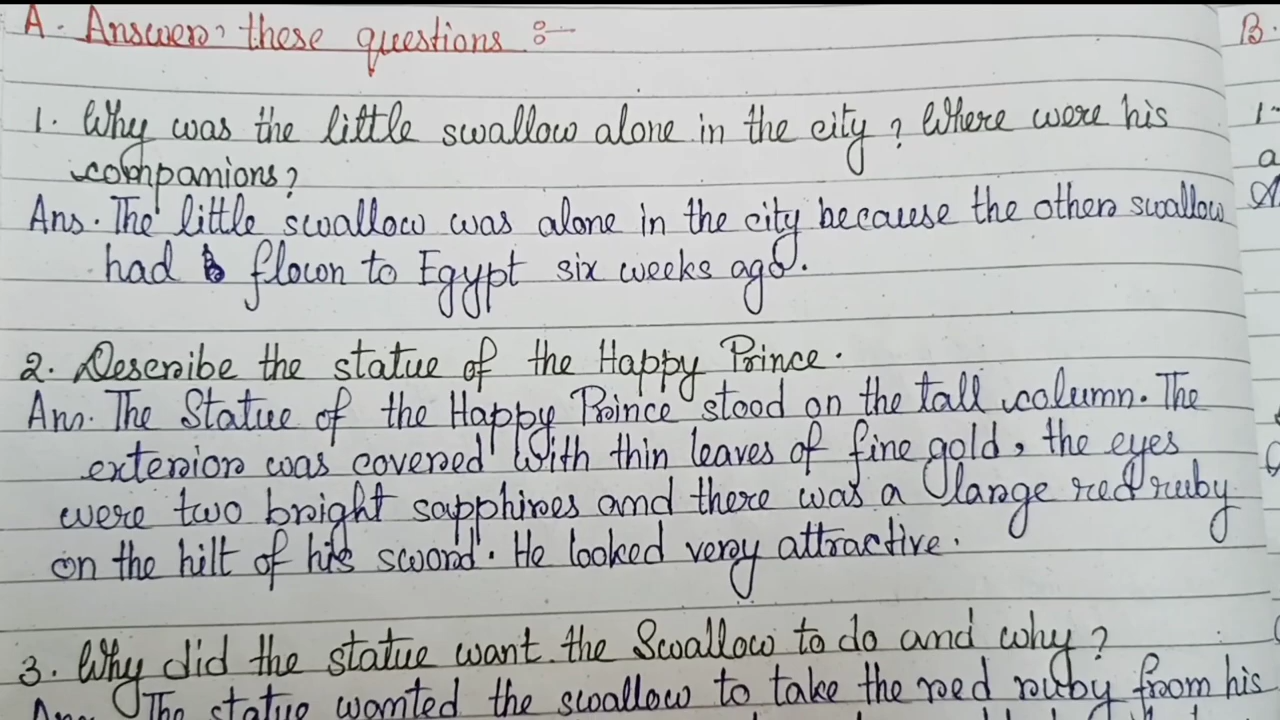 A. Answer these questions :-
B.
1. Why was the little swallow alone in the city? Where were his
companions?
Ans. The little swallow was alone in the city because the other swallow
had flown to Egypt six weeks ago.
2. Describe the statue of the Happy Prince.
Ans. The Statue of the Happy Prince stood on the tall column. The
exterior was covered with thin leaves of fine gold, the eyes
were two bright sapphires and there was a large red ruby
on the hilt of his sword. He looked very attractive.
3. Why did the statue want the Swallow to do and why?
Ans. The statue wanted the swallow to take the red ruby from his